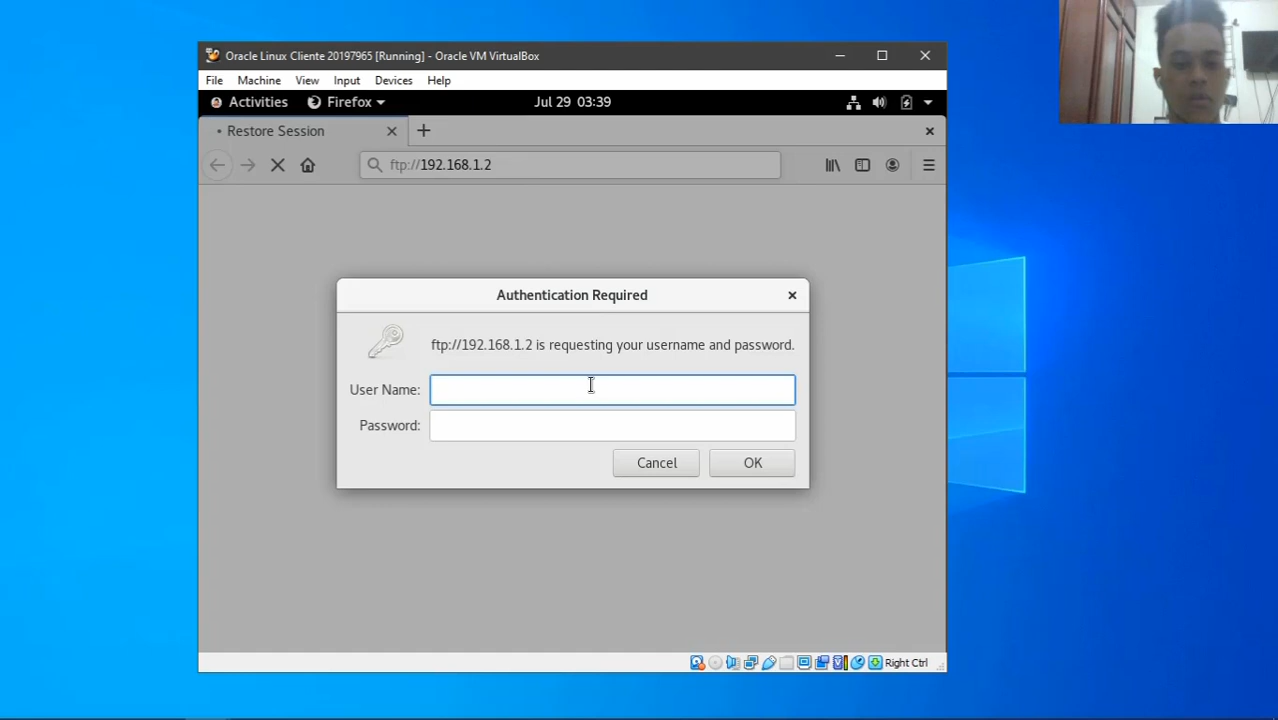 Oracle Linux Cliente 20197965 [Running] - Oracle VM VirtualBox
File Machine View Input Devices Help
Activities Firefox Jul 29 03:39
Restore Session
ftp://192.168.1.2
Authentication Required
ftp://192.168.1.2 is requesting your username and password.
User Name:
Password:
Cancel OK
Right Ctrl